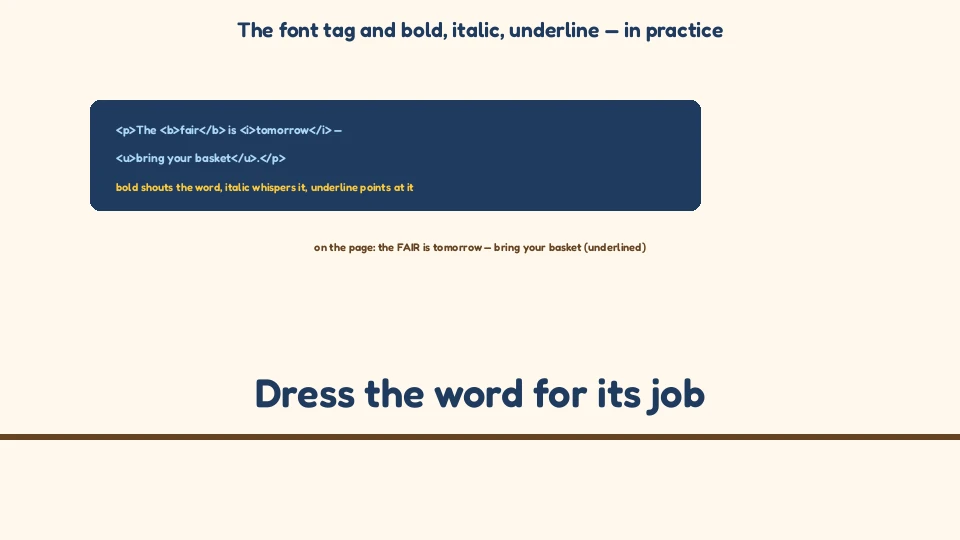 The font tag and bold, italic, underline — in practice
<p>The <b>fair</b> is <i>tomorrow</i> —
<u>bring your basket</u>.</p>
bold shouts the word, italic whispers it, underline points at it
on the page: the FAIR is tomorrow — bring your basket (underlined)
Dress the word for its job